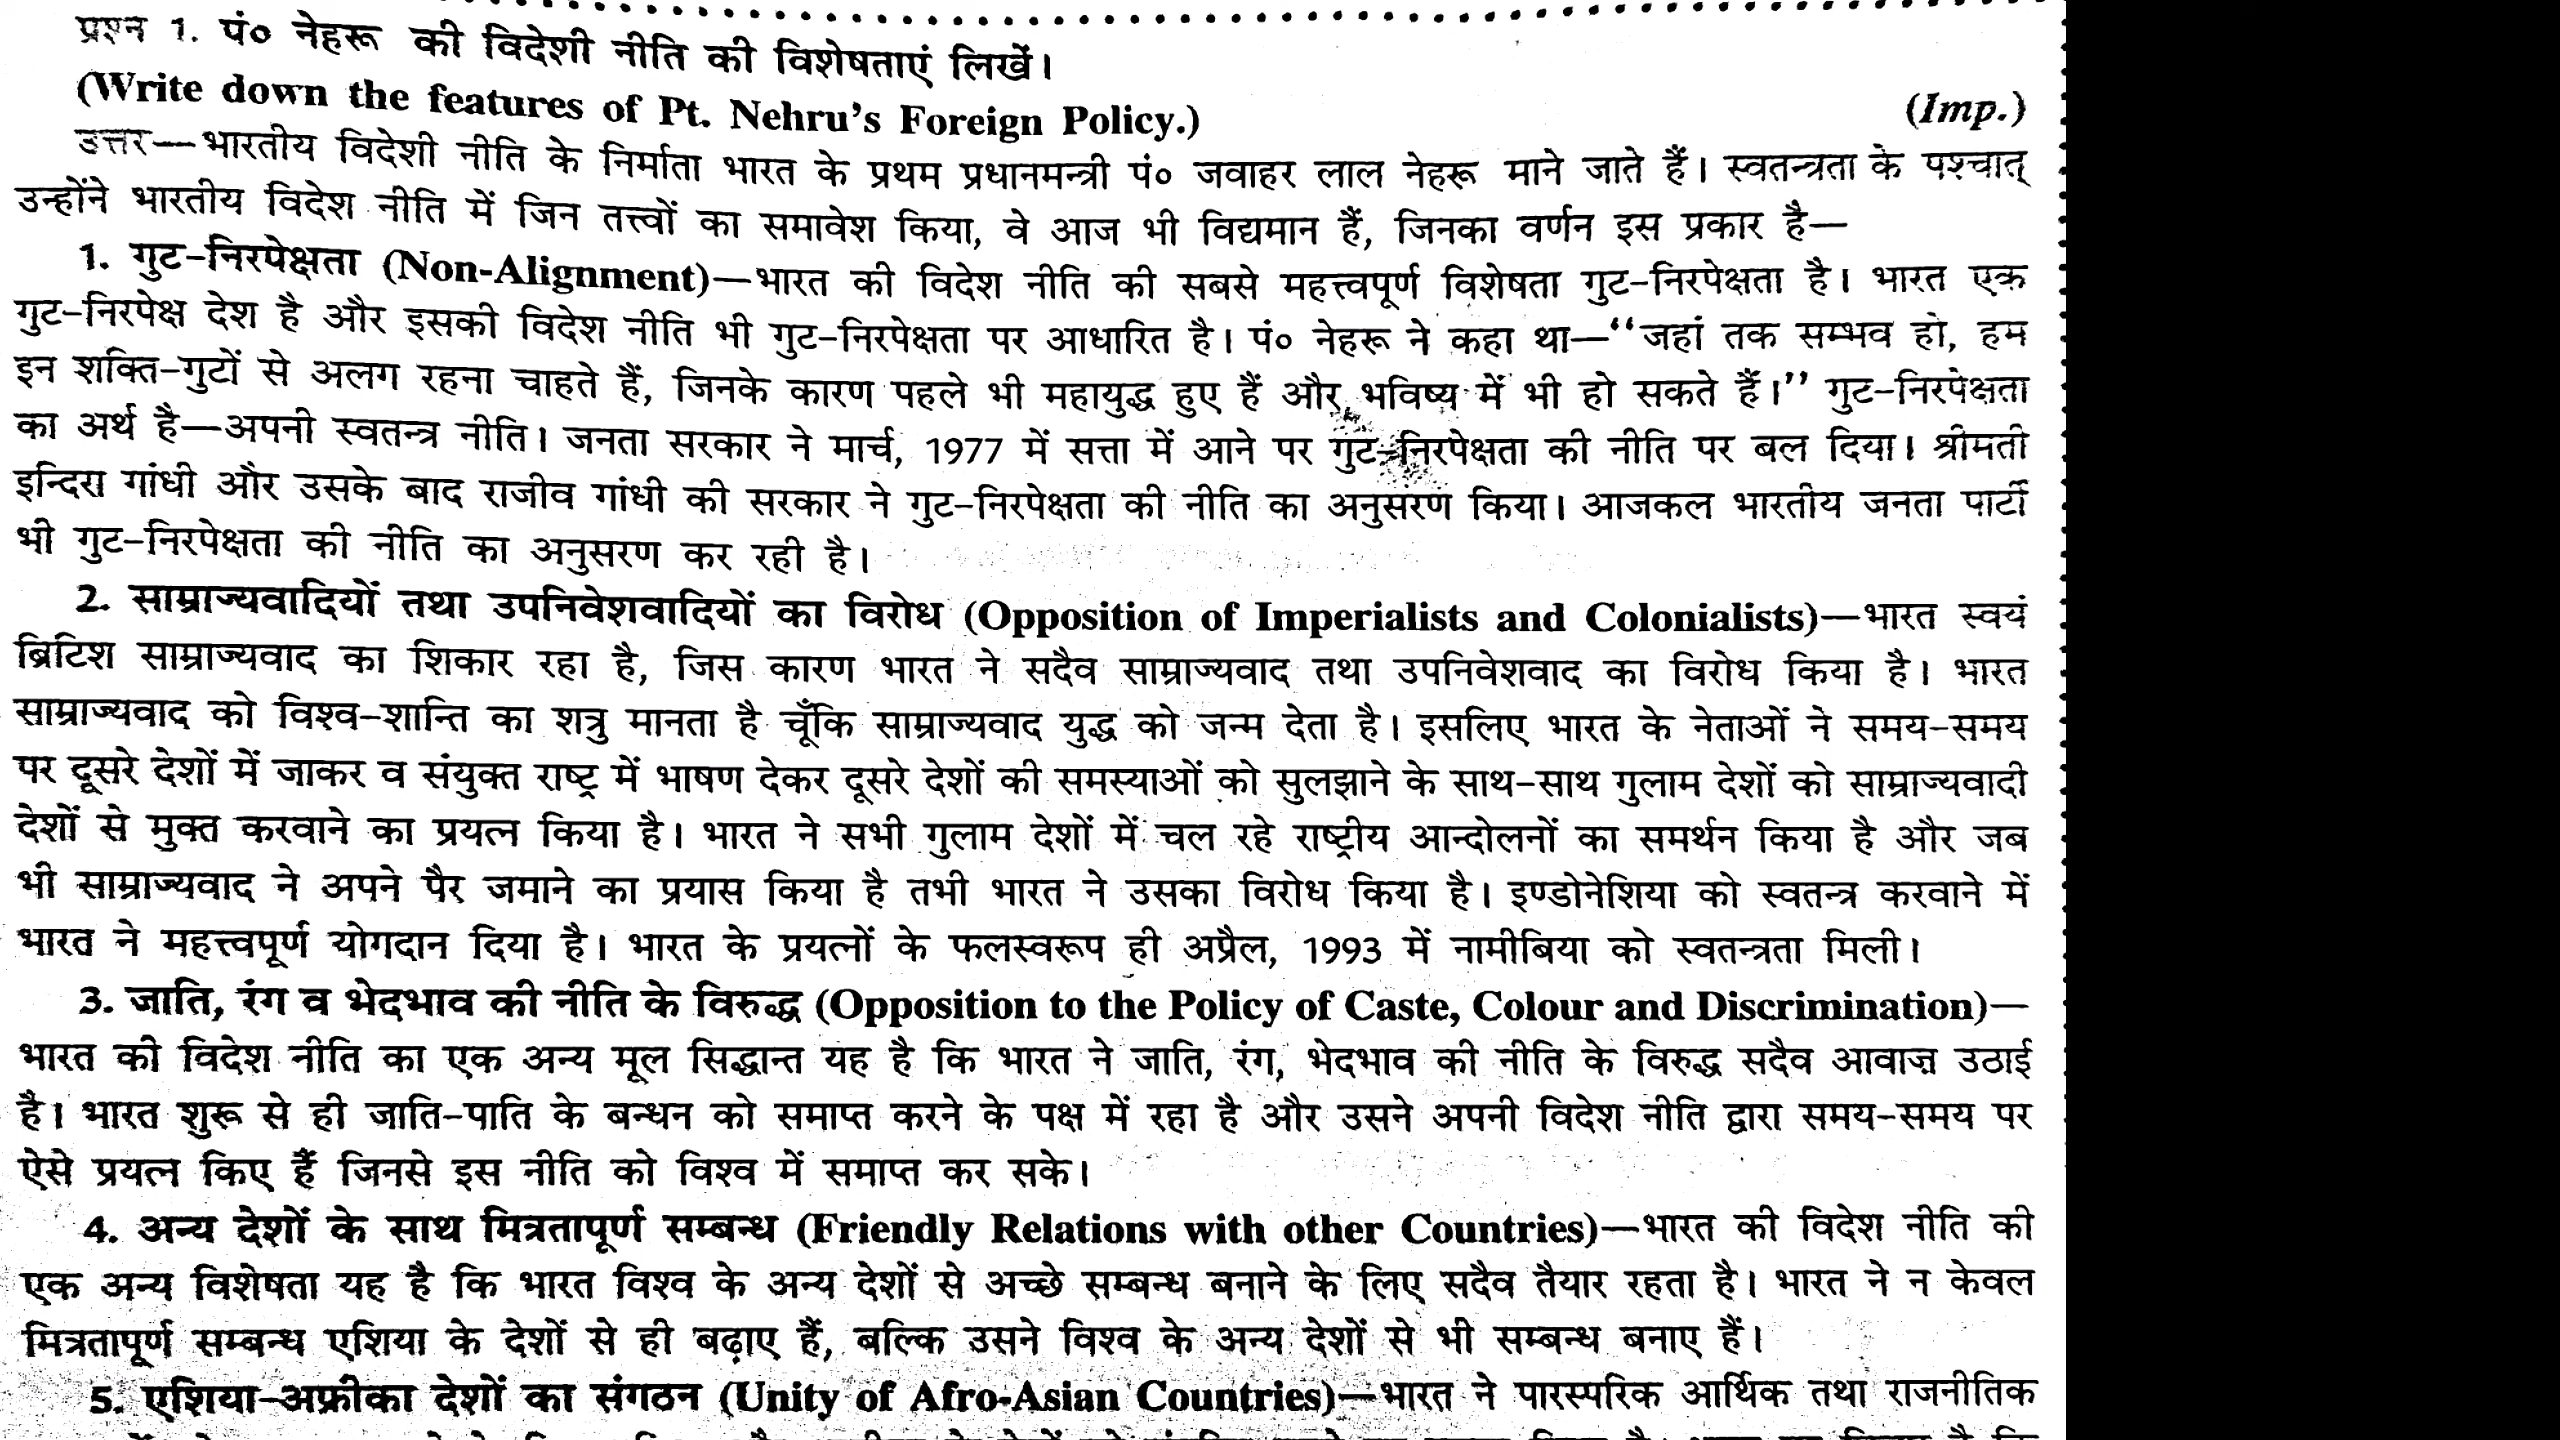 प्रश्न 1. पं० नेहरू की विदेशी नीति की विशेषताएं लिखें।
(Write down the features of Pt. Nehru's Foreign Policy.) (Imp.)
उत्तर—भारतीय विदेशी नीति के निर्माता भारत के प्रथम प्रधानमन्त्री पं० जवाहर लाल नेहरू माने जाते हैं। स्वतन्त्रता के पश्चात्
उन्होंने भारतीय विदेश नीति में जिन तत्त्वों का समावेश किया, वे आज भी विद्यमान हैं, जिनका वर्णन इस प्रकार है—
1. गुट-निरपेक्षता (Non-Alignment)—भारत की विदेश नीति की सबसे महत्त्वपूर्ण विशेषता गुट-निरपेक्षता है। भारत एक
गुट-निरपेक्ष देश है और इसकी विदेश नीति भी गुट-निरपेक्षता पर आधारित है। पं० नेहरू ने कहा था—‘‘जहां तक सम्भव हो, हम
इन शक्ति-गुटों से अलग रहना चाहते हैं, जिनके कारण पहले भी महायुद्ध हुए हैं और भविष्य में भी हो सकते हैं।’’ गुट-निरपेक्षता
का अर्थ है—अपनी स्वतन्त्र नीति। जनता सरकार ने मार्च, 1977 में सत्ता में आने पर गुट-निरपेक्षता की नीति पर बल दिया। श्रीमती
इन्दिरा गांधी और उसके बाद राजीव गांधी की सरकार ने गुट-निरपेक्षता की नीति का अनुसरण किया। आजकल भारतीय जनता पार्टी
भी गुट-निरपेक्षता की नीति का अनुसरण कर रही है।
2. साम्राज्यवादियों तथा उपनिवेशवादियों का विरोध (Opposition of Imperialists and Colonialists)—भारत स्वयं
ब्रिटिश साम्राज्यवाद का शिकार रहा है, जिस कारण भारत ने सदैव साम्राज्यवाद तथा उपनिवेशवाद का विरोध किया है। भारत
साम्राज्यवाद को विश्व-शान्ति का शत्रु मानता है चूँकि साम्राज्यवाद युद्ध को जन्म देता है। इसलिए भारत के नेताओं ने समय-समय
पर दूसरे देशों में जाकर व संयुक्त राष्ट्र में भाषण देकर दूसरे देशों की समस्याओं को सुलझाने के साथ-साथ गुलाम देशों को साम्राज्यवादी
देशों से मुक्त करवाने का प्रयत्न किया है। भारत ने सभी गुलाम देशों में चल रहे राष्ट्रीय आन्दोलनों का समर्थन किया है और जब
भी साम्राज्यवाद ने अपने पैर जमाने का प्रयास किया है तभी भारत ने उसका विरोध किया है। इण्डोनेशिया को स्वतन्त्र करवाने में
भारत ने महत्त्वपूर्ण योगदान दिया है। भारत के प्रयत्नों के फलस्वरूप ही अप्रैल, 1993 में नामीबिया को स्वतन्त्रता मिली।
3. जाति, रंग व भेदभाव की नीति के विरुद्ध (Opposition to the Policy of Caste, Colour and Discrimination)—
भारत की विदेश नीति का एक अन्य मूल सिद्धान्त यह है कि भारत ने जाति, रंग, भेदभाव की नीति के विरुद्ध सदैव आवाज़ उठाई
है। भारत शुरू से ही जाति-पाति के बन्धन को समाप्त करने के पक्ष में रहा है और उसने अपनी विदेश नीति द्वारा समय-समय पर
ऐसे प्रयत्न किए हैं जिनसे इस नीति को विश्व में समाप्त कर सके।
4. अन्य देशों के साथ मित्रतापूर्ण सम्बन्ध (Friendly Relations with other Countries)—भारत की विदेश नीति की
एक अन्य विशेषता यह है कि भारत विश्व के अन्य देशों से अच्छे सम्बन्ध बनाने के लिए सदैव तैयार रहता है। भारत ने न केवल
मित्रतापूर्ण सम्बन्ध एशिया के देशों से ही बढ़ाए हैं, बल्कि उसने विश्व के अन्य देशों से भी सम्बन्ध बनाए हैं।
5. एशिया-अफ्रीका देशों का संगठन (Unity of Afro-Asian Countries)—भारत ने पारस्परिक आर्थिक तथा राजनीतिक